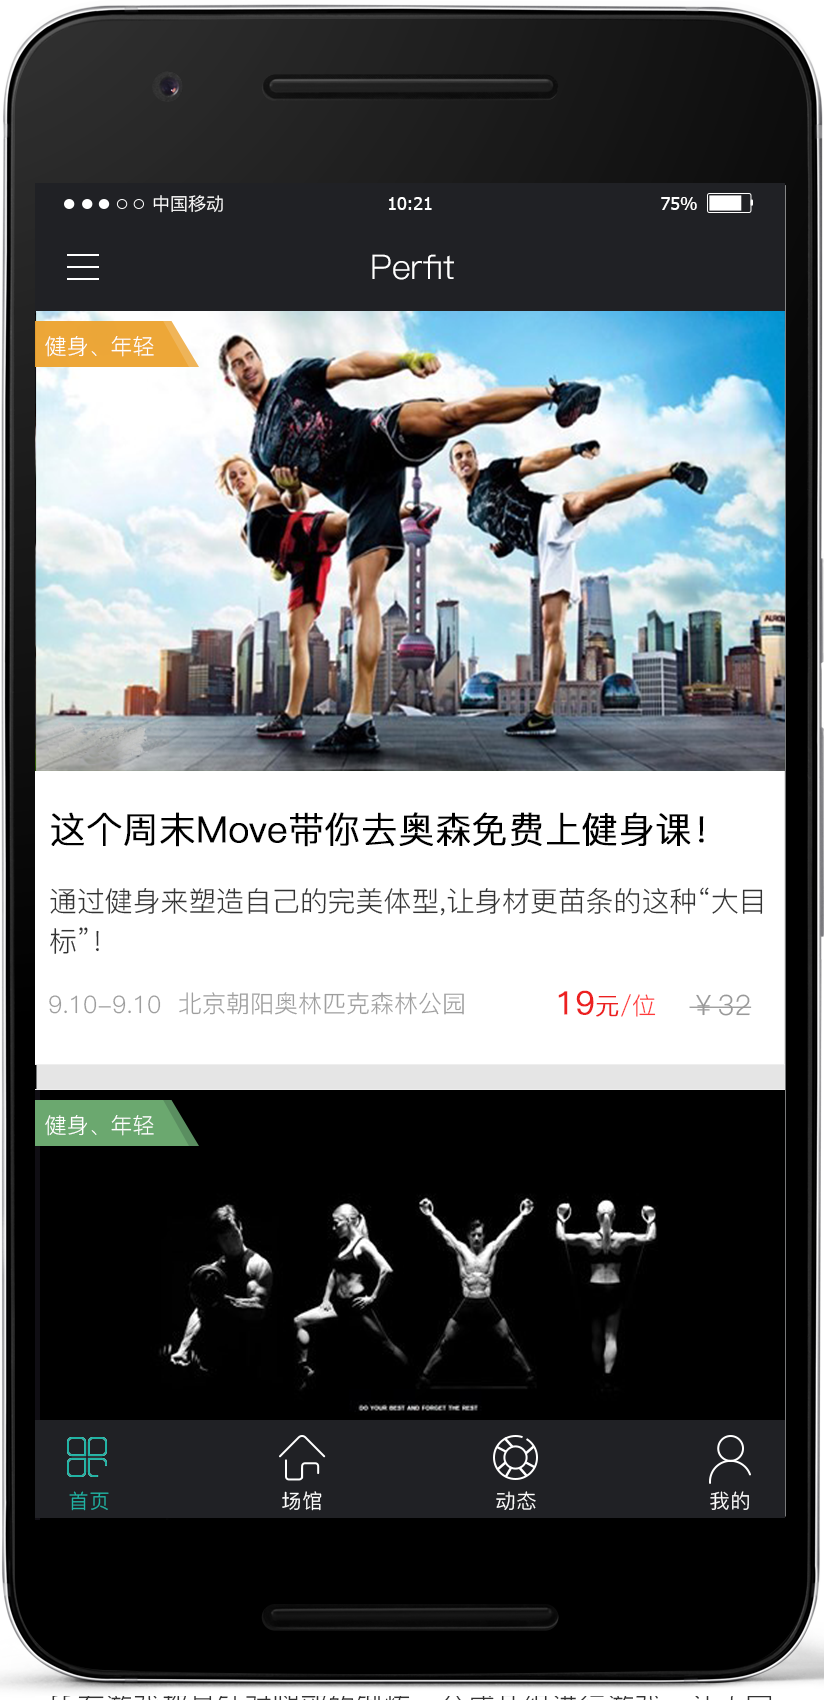 中国移动 10:21 75%
Perfit
健身、年轻
这个周末Move带你去奥森免费上健身课！
通过健身来塑造自己的完美体型,让身材更苗条的这种“大目
标”！
9.10-9.10 北京朝阳奥林匹克森林公园 19元/位 ￥32
健身、年轻
DO YOUR BEST AND FORGET THE REST
首页 场馆 动态 我的